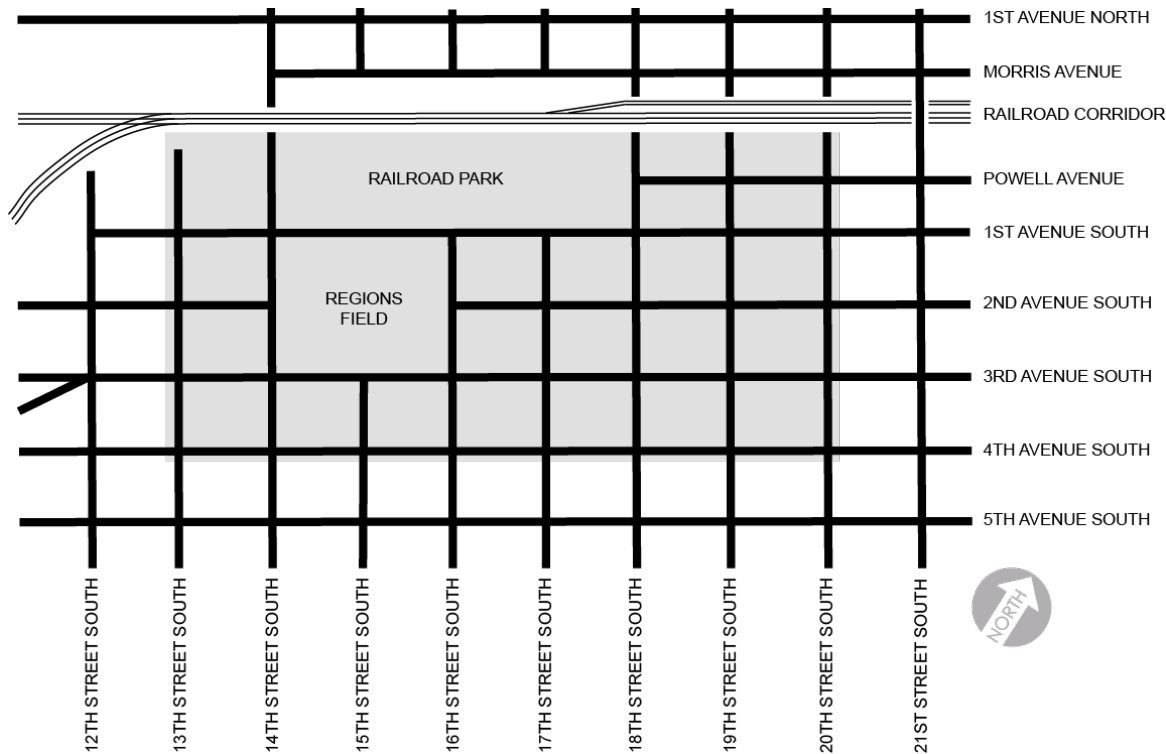 1ST AVENUE NORTH
MORRIS AVENUE
RAILROAD CORRIDOR
RAILROAD PARK
POWELL AVENUE
1ST AVENUE SOUTH
REGIONS
FIELD
2ND AVENUE SOUTH
3RD AVENUE SOUTH
4TH AVENUE SOUTH
5TH AVENUE SOUTH
NORTH
12TH STREET SOUTH
13TH STREET SOUTH
14TH STREET SOUTH
15TH STREET SOUTH
16TH STREET SOUTH
17TH STREET SOUTH
18TH STREET SOUTH
19TH STREET SOUTH
20TH STREET SOUTH
21ST STREET SOUTH